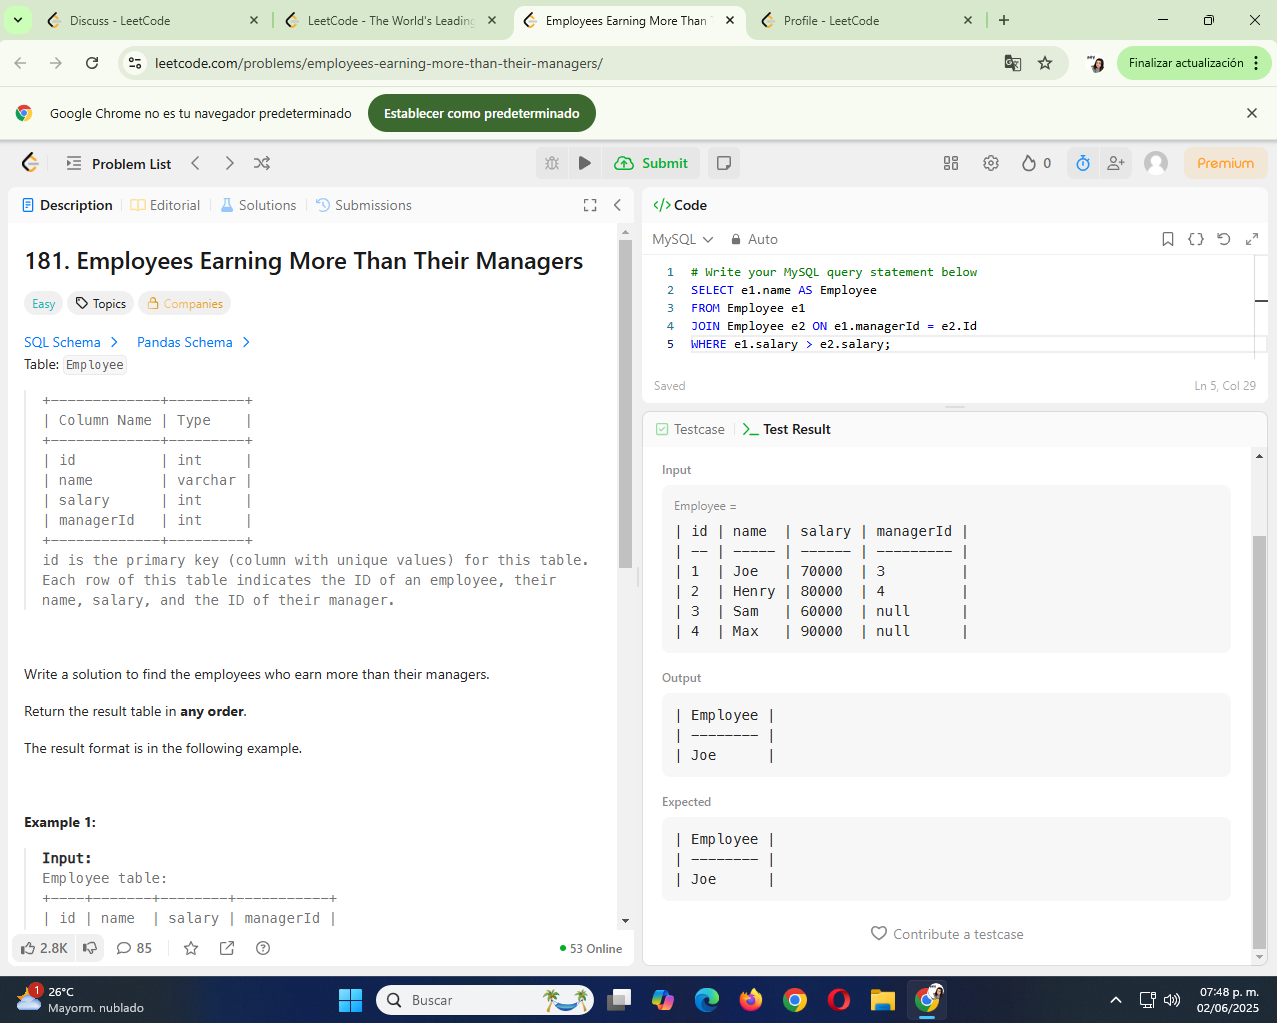 Discuss - LeetCode
LeetCode - The World's Leading
Employees Earning More Than T
Profile - LeetCode
leetcode.com/problems/employees-earning-more-than-their-managers/
Finalizar actualización
Google Chrome no es tu navegador predeterminado
Establecer como predeterminado
Problem List
Submit
0
Premium
Description
Editorial
Solutions
Submissions
181. Employees Earning More Than Their Managers
Easy
Topics
Companies
SQL Schema
Pandas Schema
Table: Employee
+-------------+---------+
| Column Name | Type    |
+-------------+---------+
| id          | int     |
| name        | varchar |
| salary      | int     |
| managerId   | int     |
+-------------+---------+
id is the primary key (column with unique values) for this table.
Each row of this table indicates the ID of an employee, their
name, salary, and the ID of their manager.
Write a solution to find the employees who earn more than their managers.
Return the result table in any order.
The result format is in the following example.
Example 1:
Input:
Employee table:
+----+-------+--------+-----------+
| id | name  | salary | managerId |
2.8K
85
53 Online
Code
MySQL
Auto
1 # Write your MySQL query statement below
2 SELECT e1.name AS Employee
3 FROM Employee e1
4 JOIN Employee e2 ON e1.managerId = e2.Id
5 WHERE e1.salary > e2.salary;
Saved
Ln 5, Col 29
Testcase
Test Result
Input
Employee =
| id | name  | salary | managerId |
| -- | ----- | ------ | --------- |
| 1  | Joe   | 70000  | 3         |
| 2  | Henry | 80000  | 4         |
| 3  | Sam   | 60000  | null      |
| 4  | Max   | 90000  | null      |
Output
| Employee |
| -------- |
| Joe      |
Expected
| Employee |
| -------- |
| Joe      |
Contribute a testcase
1
26°C
Mayorm. nublado
Buscar
07:48 p. m.
02/06/2025